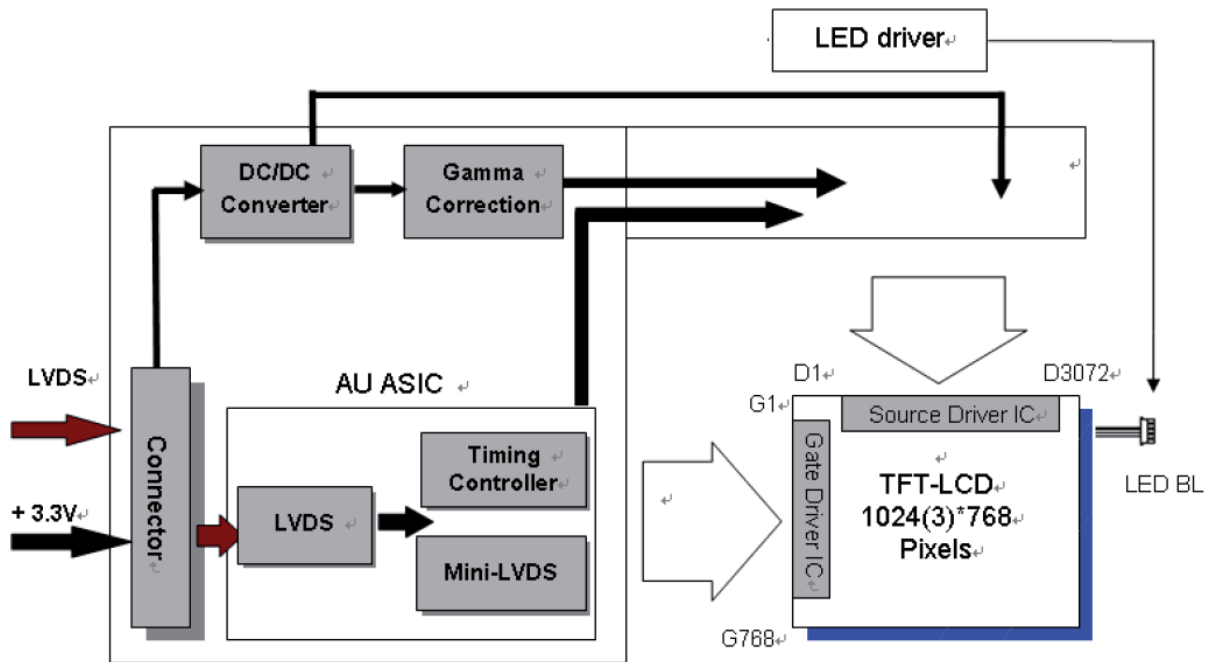 LED driver
DC/DC
Converter
Gamma
Correction
LVDS
+ 3.3V
Connector
AU ASIC
LVDS
Timing
Controller
Mini-LVDS
D1
D3072
G1
Source Driver IC
Gate Driver IC
TFT-LCD
1024(3)*768
Pixels
LED BL
G768